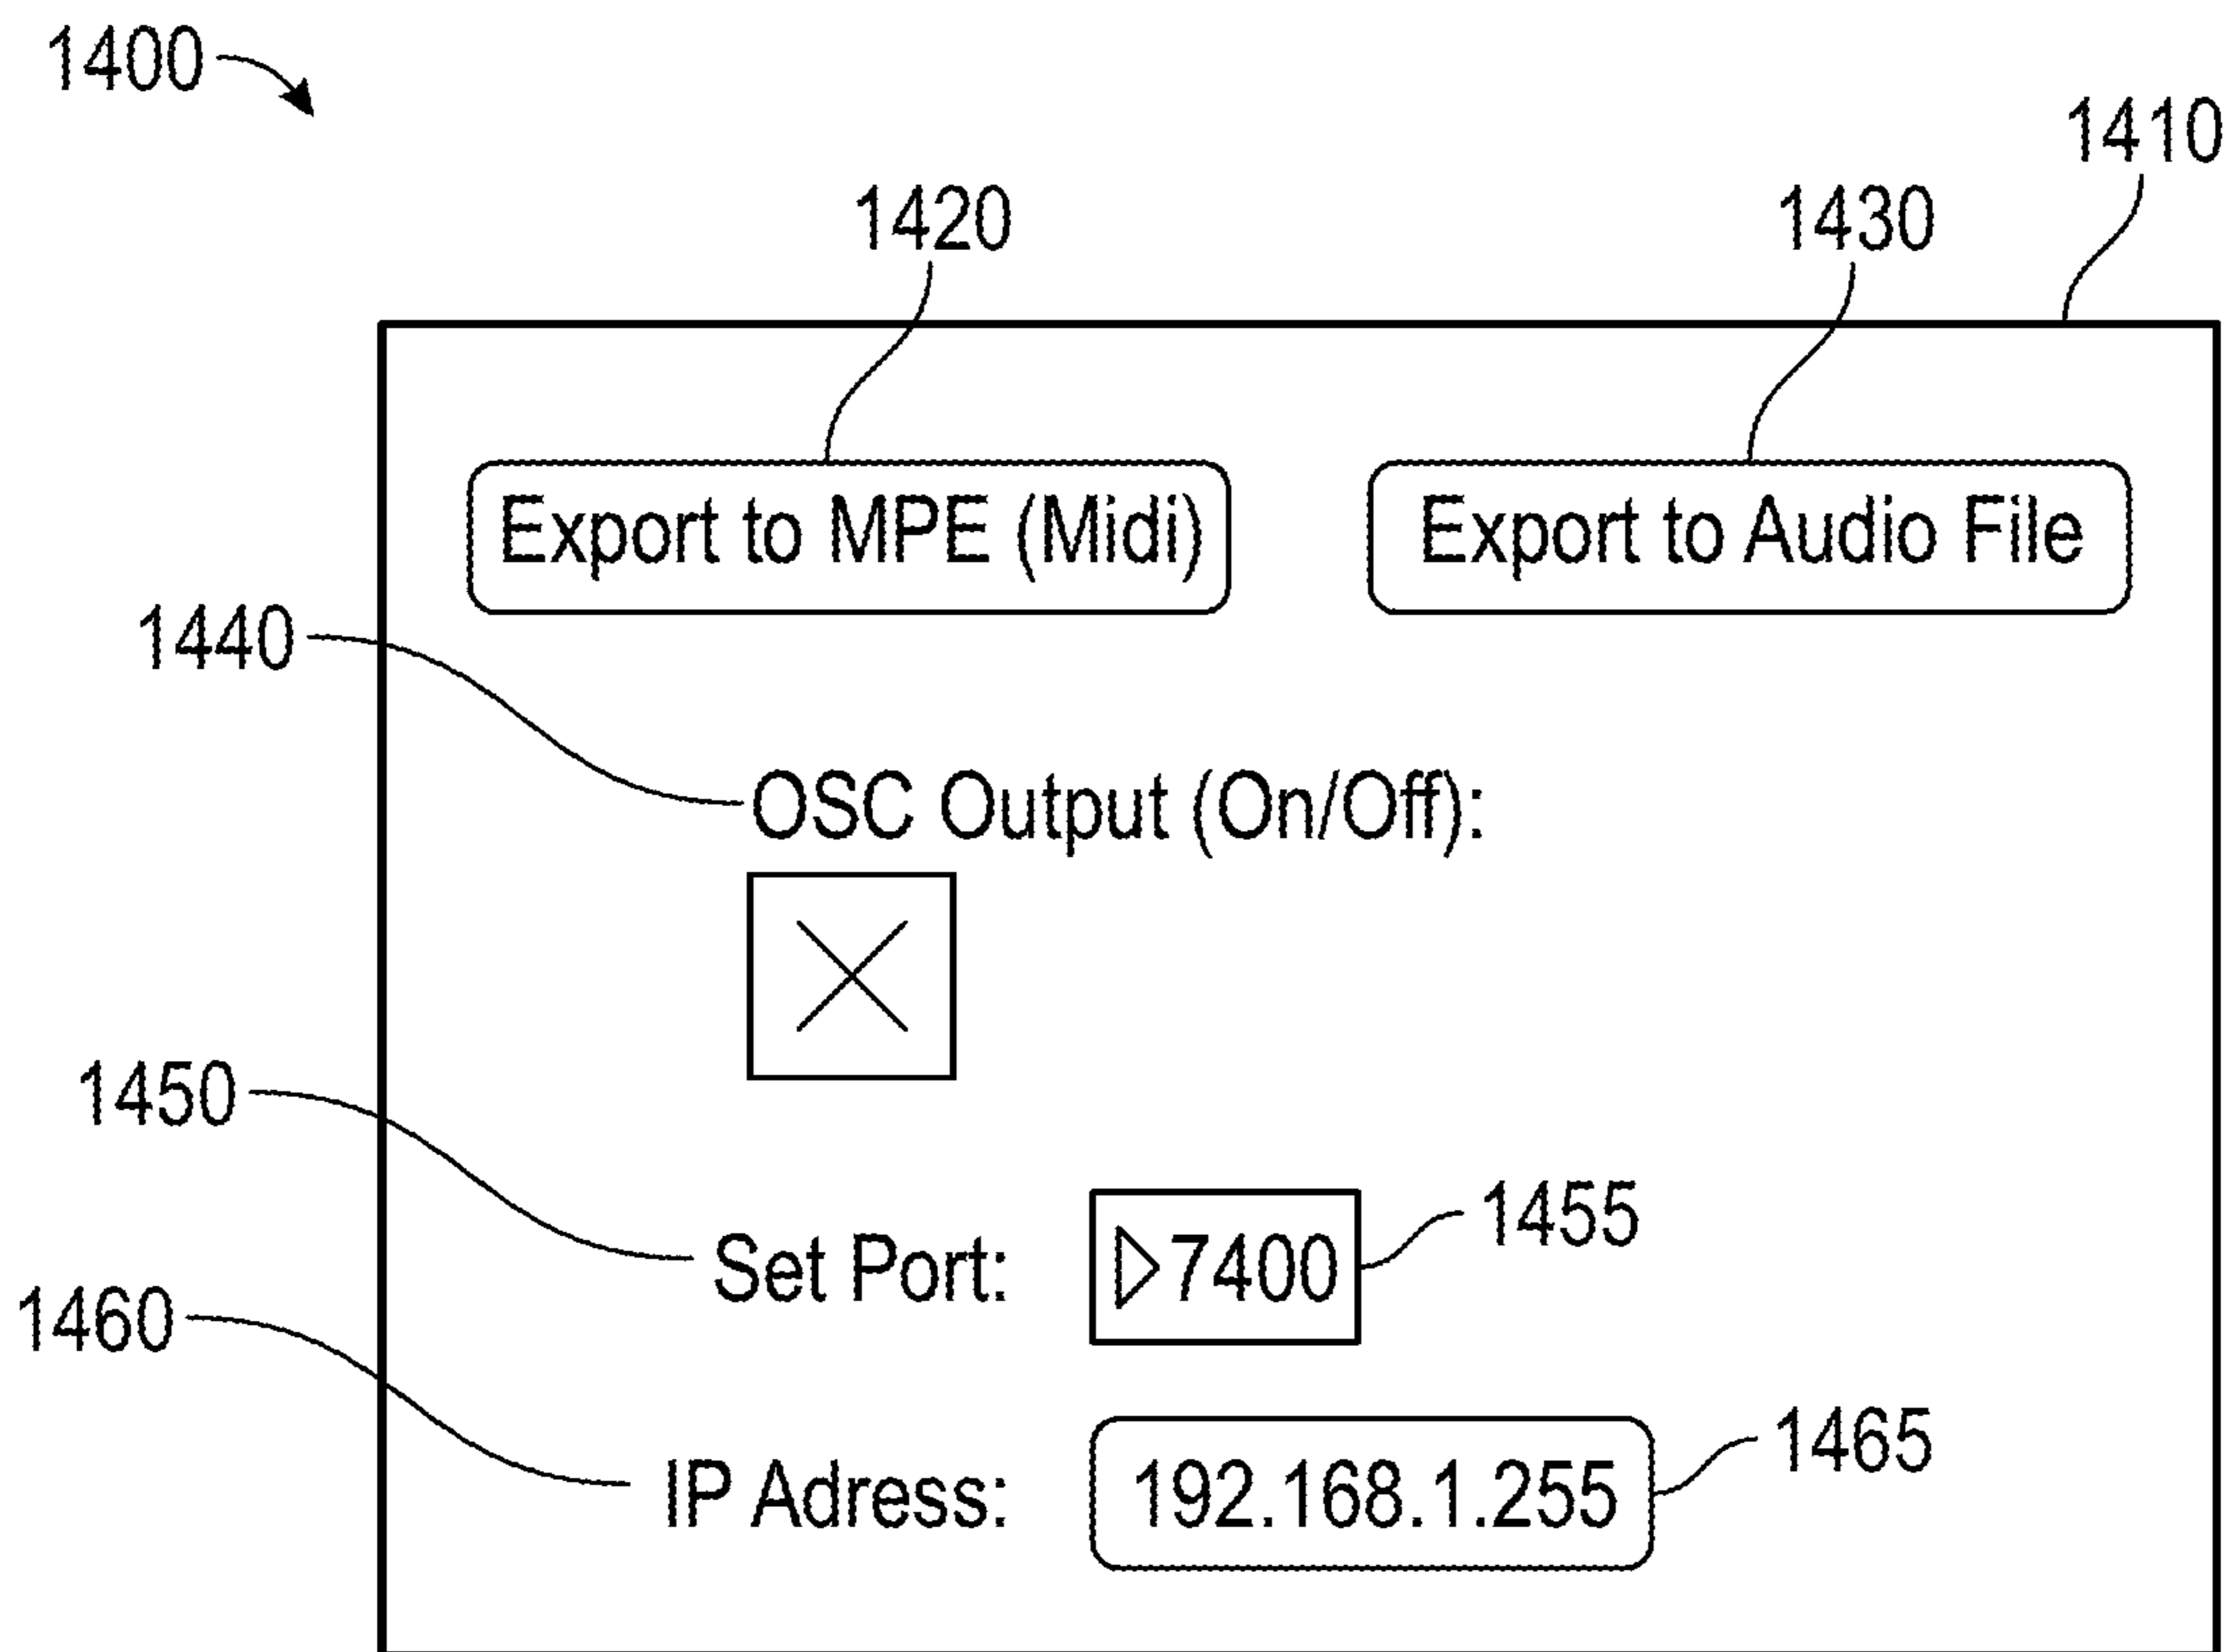 1400
1410
1420
1430
Export to MPE (Midi)
Export to Audio File
1440
OSC Output (On/Off):
1450
Set Port:
7400
1455
1460
IP Adress:
192.168.1.255
1465